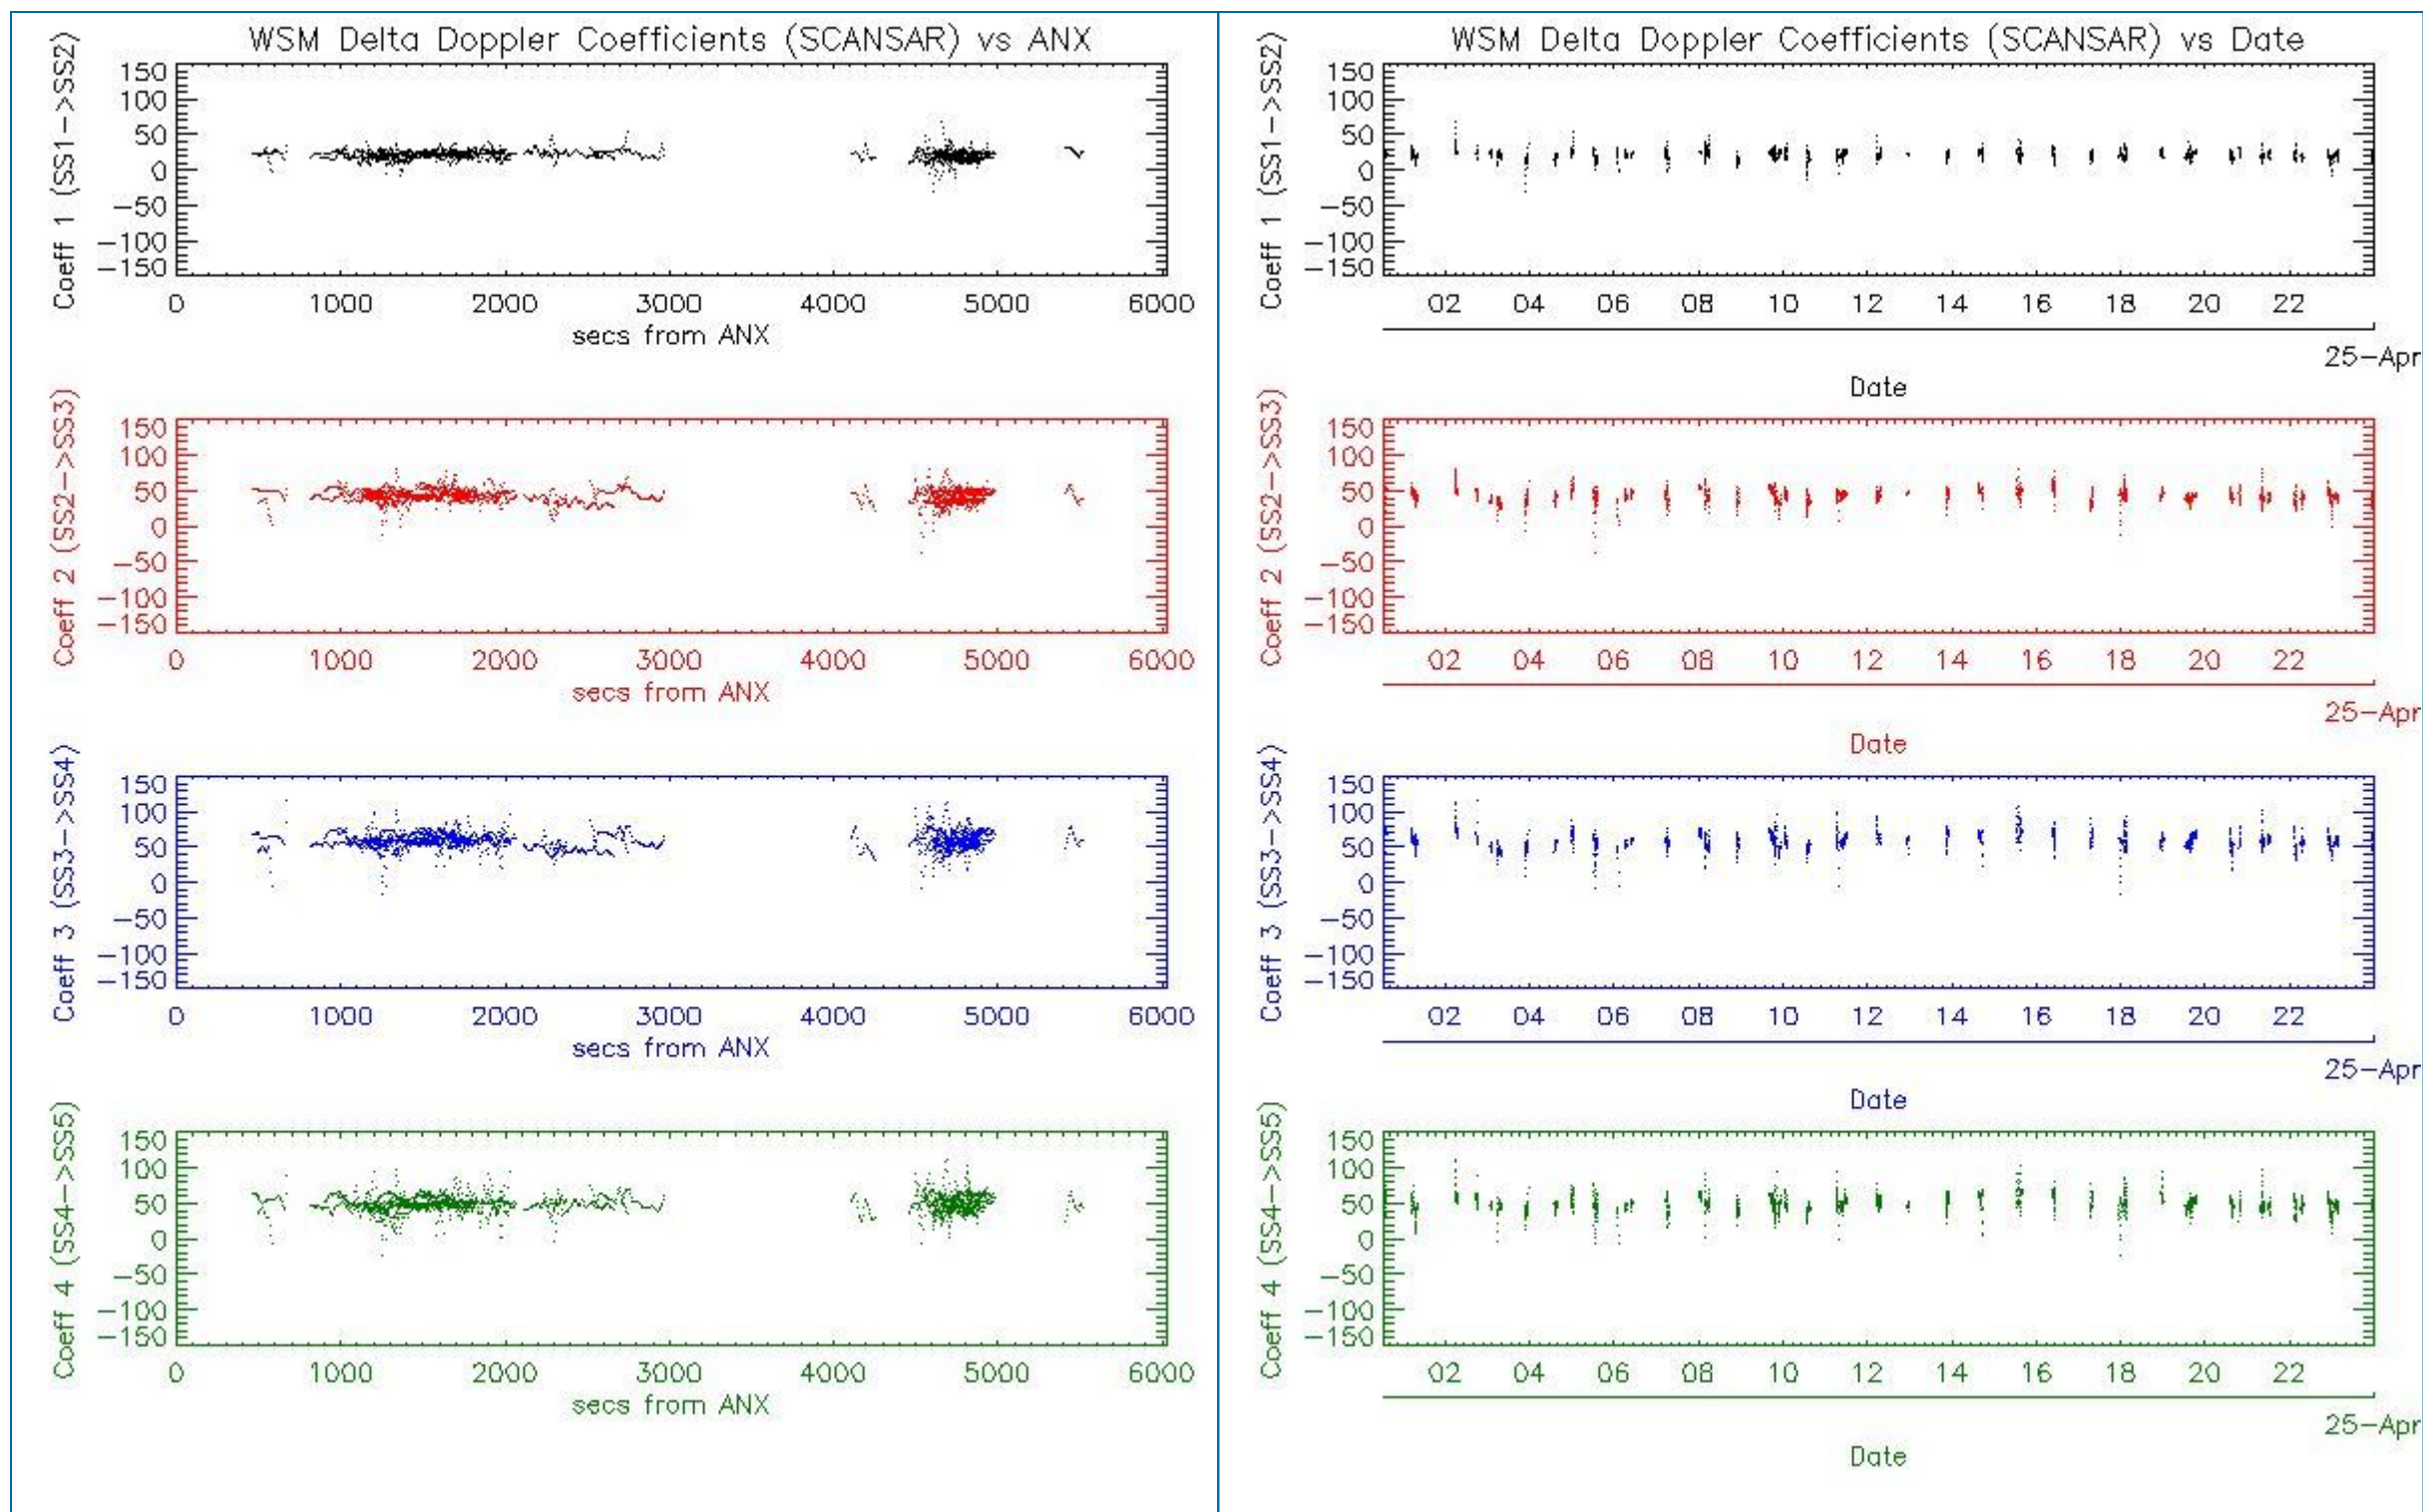 WSM Delta Doppler Coefficients (SCANSAR) vs ANX
Coeff 1 (SS1->SS2)
150
100
50
0
-50
-100
-150
0 1000 2000 3000 4000 5000 6000
secs from ANX
Coeff 2 (SS2->SS3)
150
100
50
0
-50
-100
-150
0 1000 2000 3000 4000 5000 6000
secs from ANX
Coeff 3 (SS3->SS4)
150
100
50
0
-50
-100
-150
0 1000 2000 3000 4000 5000 6000
secs from ANX
Coeff 4 (SS4->SS5)
150
100
50
0
-50
-100
-150
0 1000 2000 3000 4000 5000 6000
secs from ANX
WSM Delta Doppler Coefficients (SCANSAR) vs Date
Coeff 1 (SS1->SS2)
150
100
50
0
-50
-100
-150
02 04 06 08 10 12 14 16 18 20 22
25-Apr
Date
Coeff 2 (SS2->SS3)
150
100
50
0
-50
-100
-150
02 04 06 08 10 12 14 16 18 20 22
25-Apr
Date
Coeff 3 (SS3->SS4)
150
100
50
0
-50
-100
-150
02 04 06 08 10 12 14 16 18 20 22
25-Apr
Date
Coeff 4 (SS4->SS5)
150
100
50
0
-50
-100
-150
02 04 06 08 10 12 14 16 18 20 22
25-Apr
Date